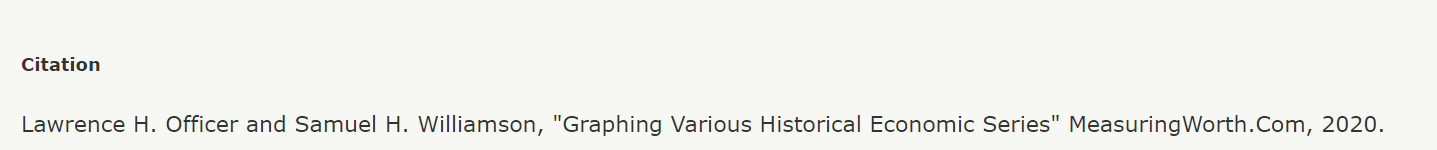 Citation
Lawrence H. Officer and Samuel H. Williamson, "Graphing Various Historical Economic Series" MeasuringWorth.Com, 2020.